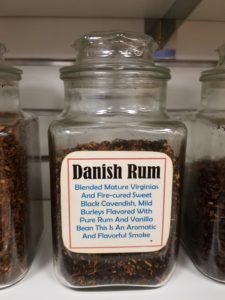 Danish Rum
Blended Mature Virginias
And Fire-cured Sweet
Black Cavendish, Mild
Burleys Flavored With
Pure Rum And Vanilla
Bean This Is An Aromatic
And Flavorful Smoke